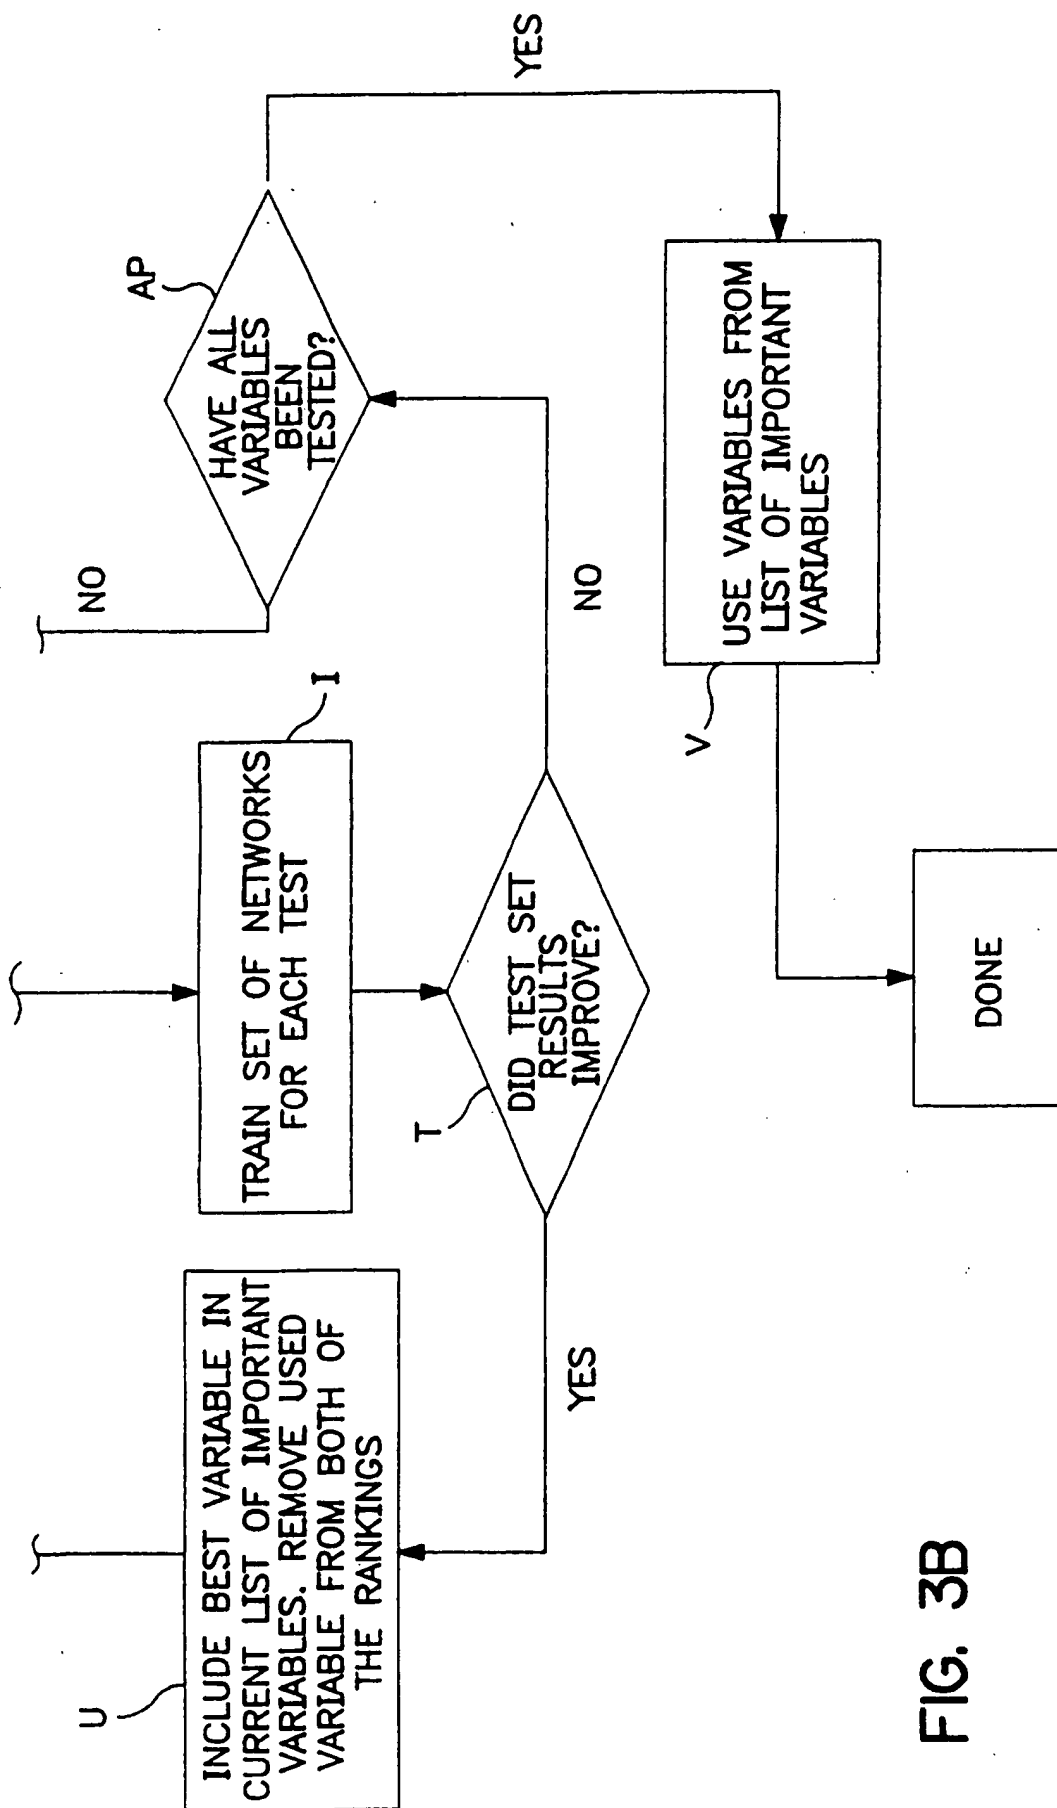 U
INCLUDE BEST VARIABLE IN
CURRENT LIST OF IMPORTANT
VARIABLES. REMOVE USED
VARIABLE FROM BOTH OF
THE RANKINGS
TRAIN SET OF NETWORKS
FOR EACH TEST
I
NO
AP
HAVE ALL
VARIABLES
BEEN
TESTED?
YES
T
DID TEST SET
RESULTS
IMPROVE?
YES
NO
V
USE VARIABLES FROM
LIST OF IMPORTANT
VARIABLES
DONE
FIG. 3B